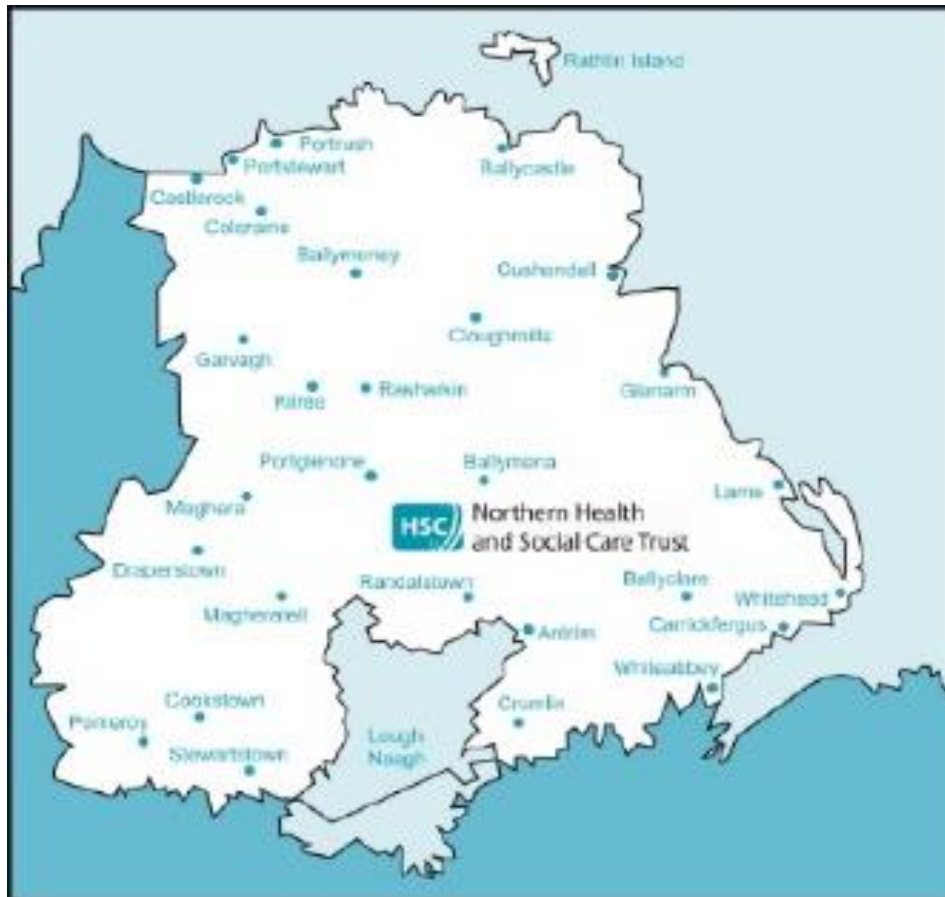 Rathlin Island
Portrush
Portstewart
Ballycastle
Castlerock
Coleraine
Ballymoney
Cushendall
Cloughmills
Garvagh
Glenarm
Kilrea
Rasharkin
Portglenone
Ballymena
Larne
Maghera
HSC
Northern Health
and Social Care Trust
Draperstown
Randalstown
Ballyclare
Whitehead
Magherafelt
Carrickfergus
Antrim
Whiteabbey
Cookstown
Crumlin
Pomeroy
Lough
Neagh
Stewartstown